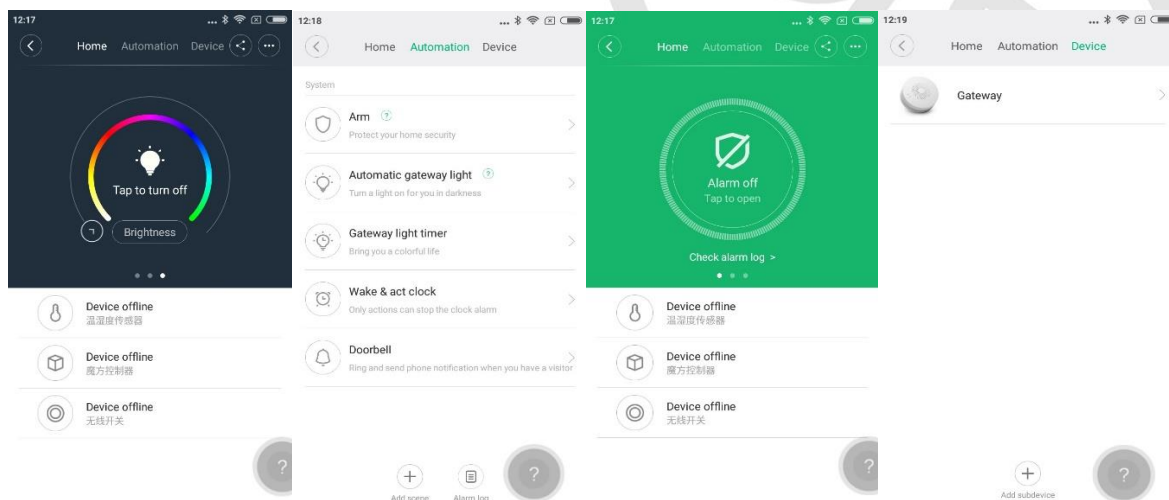 12:17
Home Automation Device
Tap to turn off
Brightness
Device offline
温湿度传感器
Device offline
魔方控制器
Device offline
无线开关
?
12:18
Home Automation Device
System
Arm ?
Protect your home security
Automatic gateway light ?
Turn a light on for you in darkness
Gateway light timer
Bring you a colorful life
Wake & act clock
Only actions can stop the clock alarm
Doorbell
Ring and send phone notification when you have a visitor
?
Add scene Alarm log
12:17
Home Automation Device
Alarm off
Tap to open
Check alarm log >
Device offline
温湿度传感器
Device offline
魔方控制器
Device offline
无线开关
?
12:19
Home Automation Device
Gateway
?
Add subdevice